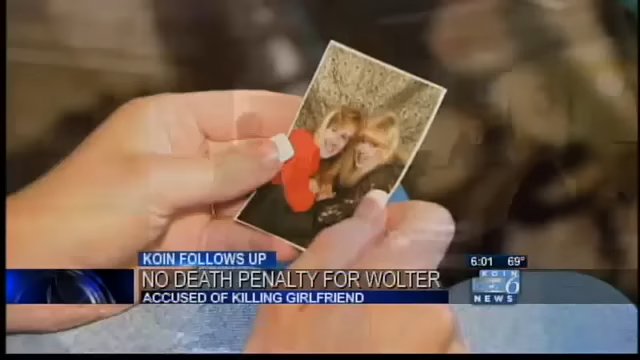 KOIN FOLLOWS UP
NO DEATH PENALTY FOR WOLTER
ACCUSED OF KILLING GIRLFRIEND
6:01 69°
KOIN
6
NEWS